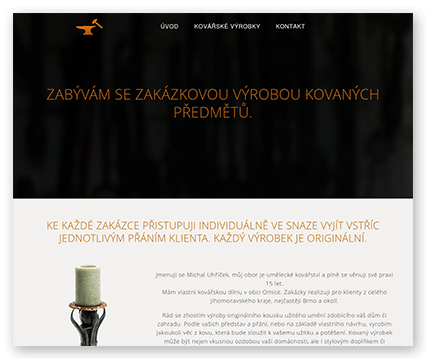 ÚVOD KOVÁŘSKÉ VÝROBKY KONTAKT
ZABÝVÁM SE ZAKÁZKOVOU VÝROBOU KOVANÝCH
PŘEDMĚTŮ.
KE KAŽDÉ ZAKÁZCE PŘISTUPUJI INDIVIDUÁLNĚ VE SNAZE VYJÍT VSTŘÍC
JEDNOTLIVÝM PŘÁNÍM KLIENTA. KAŽDÝ VÝROBEK JE ORIGINÁLNÍ.
Jmenuji se Michal Uhříček, můj obor je umělecké kovářství a plně se věnuji své praxi
15 let.
Mám vlastní kovářskou dílnu v obci Omice. Zakázky realizuji pro klienty z celého
Jihomoravského kraje, nejčastěji Brno a okolí.
Rád se zhostím výroby originálního kousku užitého umění zdobícího váš dům či
zahradu. Podle vašich představ a přání, nebo na základě vlastního návrhu, vyrobím
jakoukoli věc z kovu, která bude sloužit k vašemu užitku a potěšení. Kovaný výrobek
může být nejen vkusnou ozdobou vaší domácnosti, ale i stylovým doplňkem či